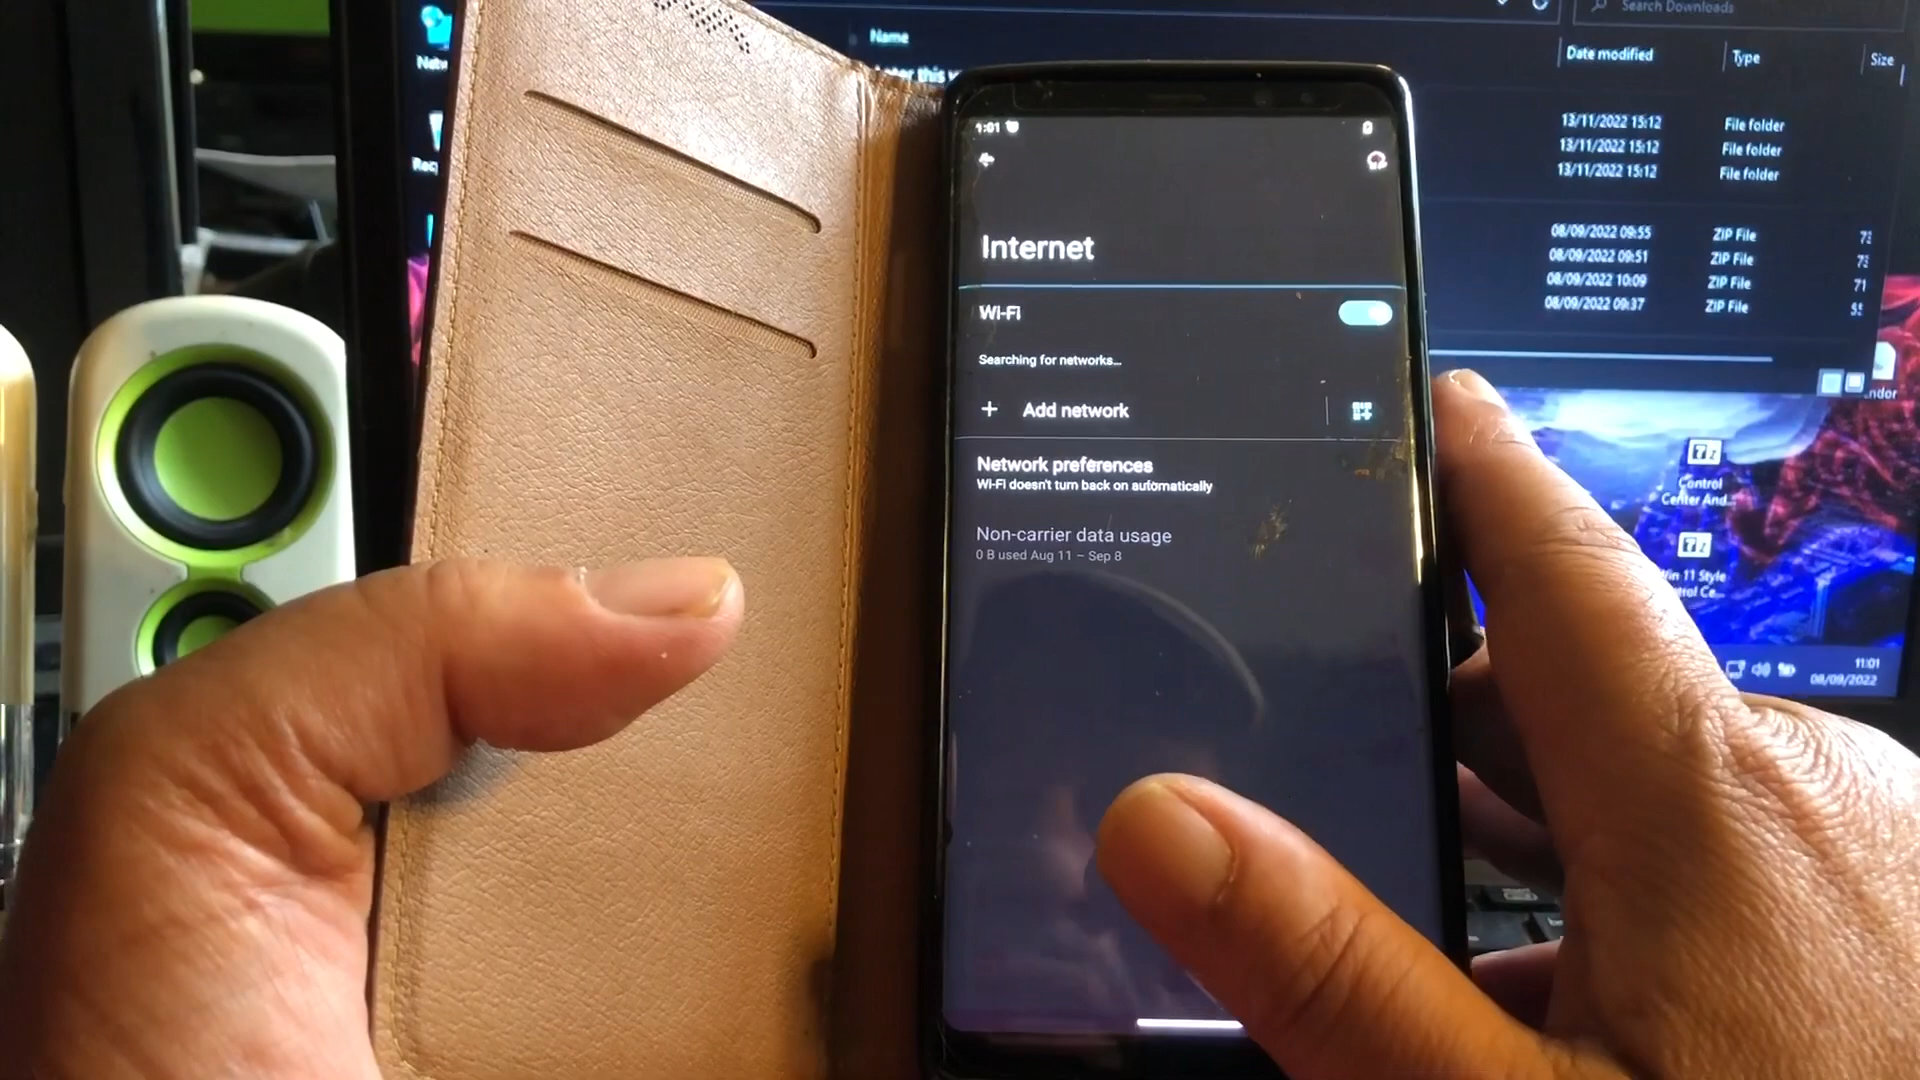 Search Downloads
Name
Date modified
Type
Size
13/11/2022 15:12
File folder
13/11/2022 15:12
File folder
13/11/2022 15:12
File folder
08/09/2022 09:55
ZIP File
08/09/2022 09:51
ZIP File
08/09/2022 10:09
ZIP File
71
08/09/2022 09:37
ZIP File
1:01
Internet
Wi-Fi
Searching for networks...
+ Add network
Network preferences
Wi-Fi doesn't turn back on automatically
Non-carrier data usage
0 B used Aug 11 – Sep 8
Control
Center And...
Win 11 Style
11:01
08/09/2022